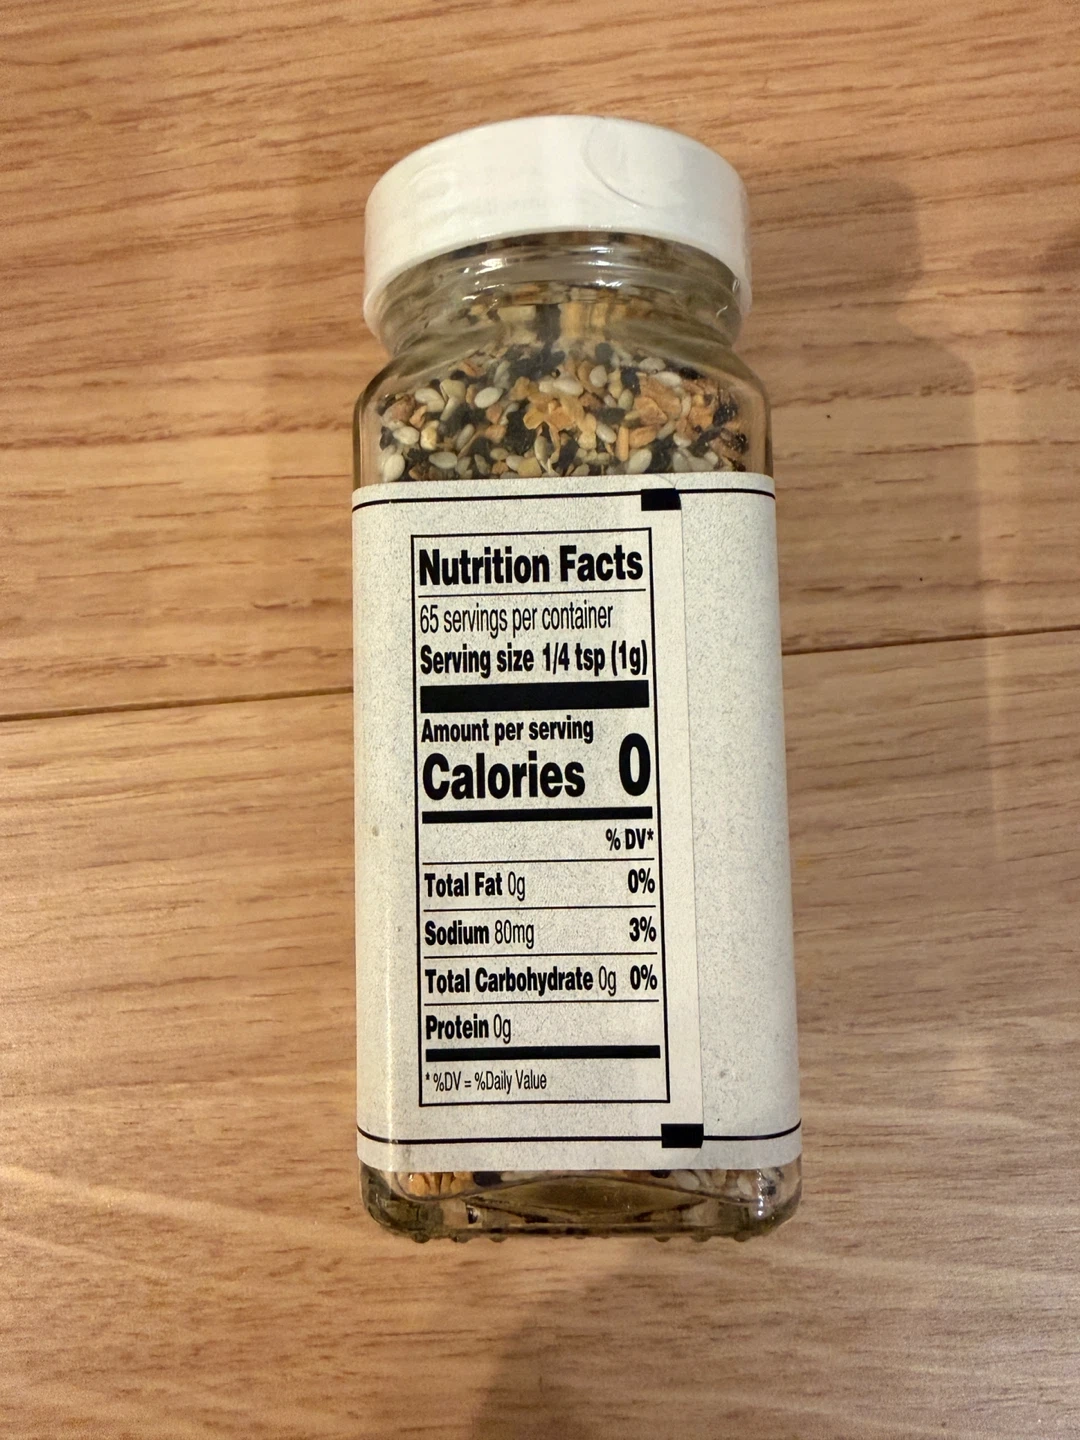 Nutrition Facts
65 servings per container
Serving size 1/4 tsp (1g)
Amount per serving
Calories 0
% DV*
Total Fat 0g 0%
Sodium 80mg 3%
Total Carbohydrate 0g 0%
Protein 0g
* %DV = %Daily Value